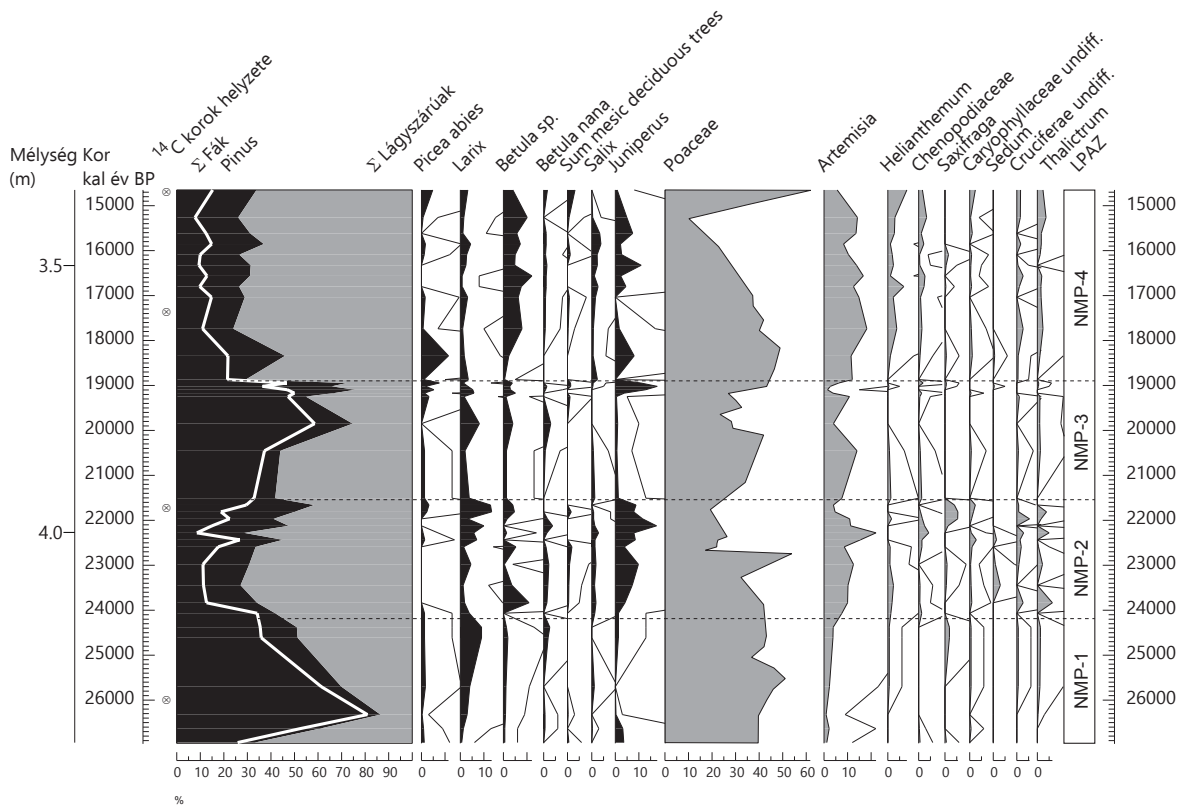 Mélység (m)
Kor kal év BP
¹⁴C korok helyzete
Σ Fák
Pinus
Σ Lágyszárúak
Picea abies
Larix
Betula sp.
Betula nana
Sum mesic deciduous trees
Salix
Juniperus
Poaceae
Artemisia
Helianthemum
Chenopodiaceae
Saxifraga
Caryophyllaceae undiff.
Sedum
Cruciferae undiff.
Thalictrum
LPAZ
3.5
4.0
15000
16000
17000
18000
19000
20000
21000
22000
23000
24000
25000
26000
NMP-4
NMP-3
NMP-2
NMP-1
15000
16000
17000
18000
19000
20000
21000
22000
23000
24000
25000
26000
0 10 20 30 40 50 60 70 80 90 100 0 0 10 0 10 0 0 0 0 0 10 0 10 20 30 40 50 60 0 10 0 0 0 0 0 0 0
%